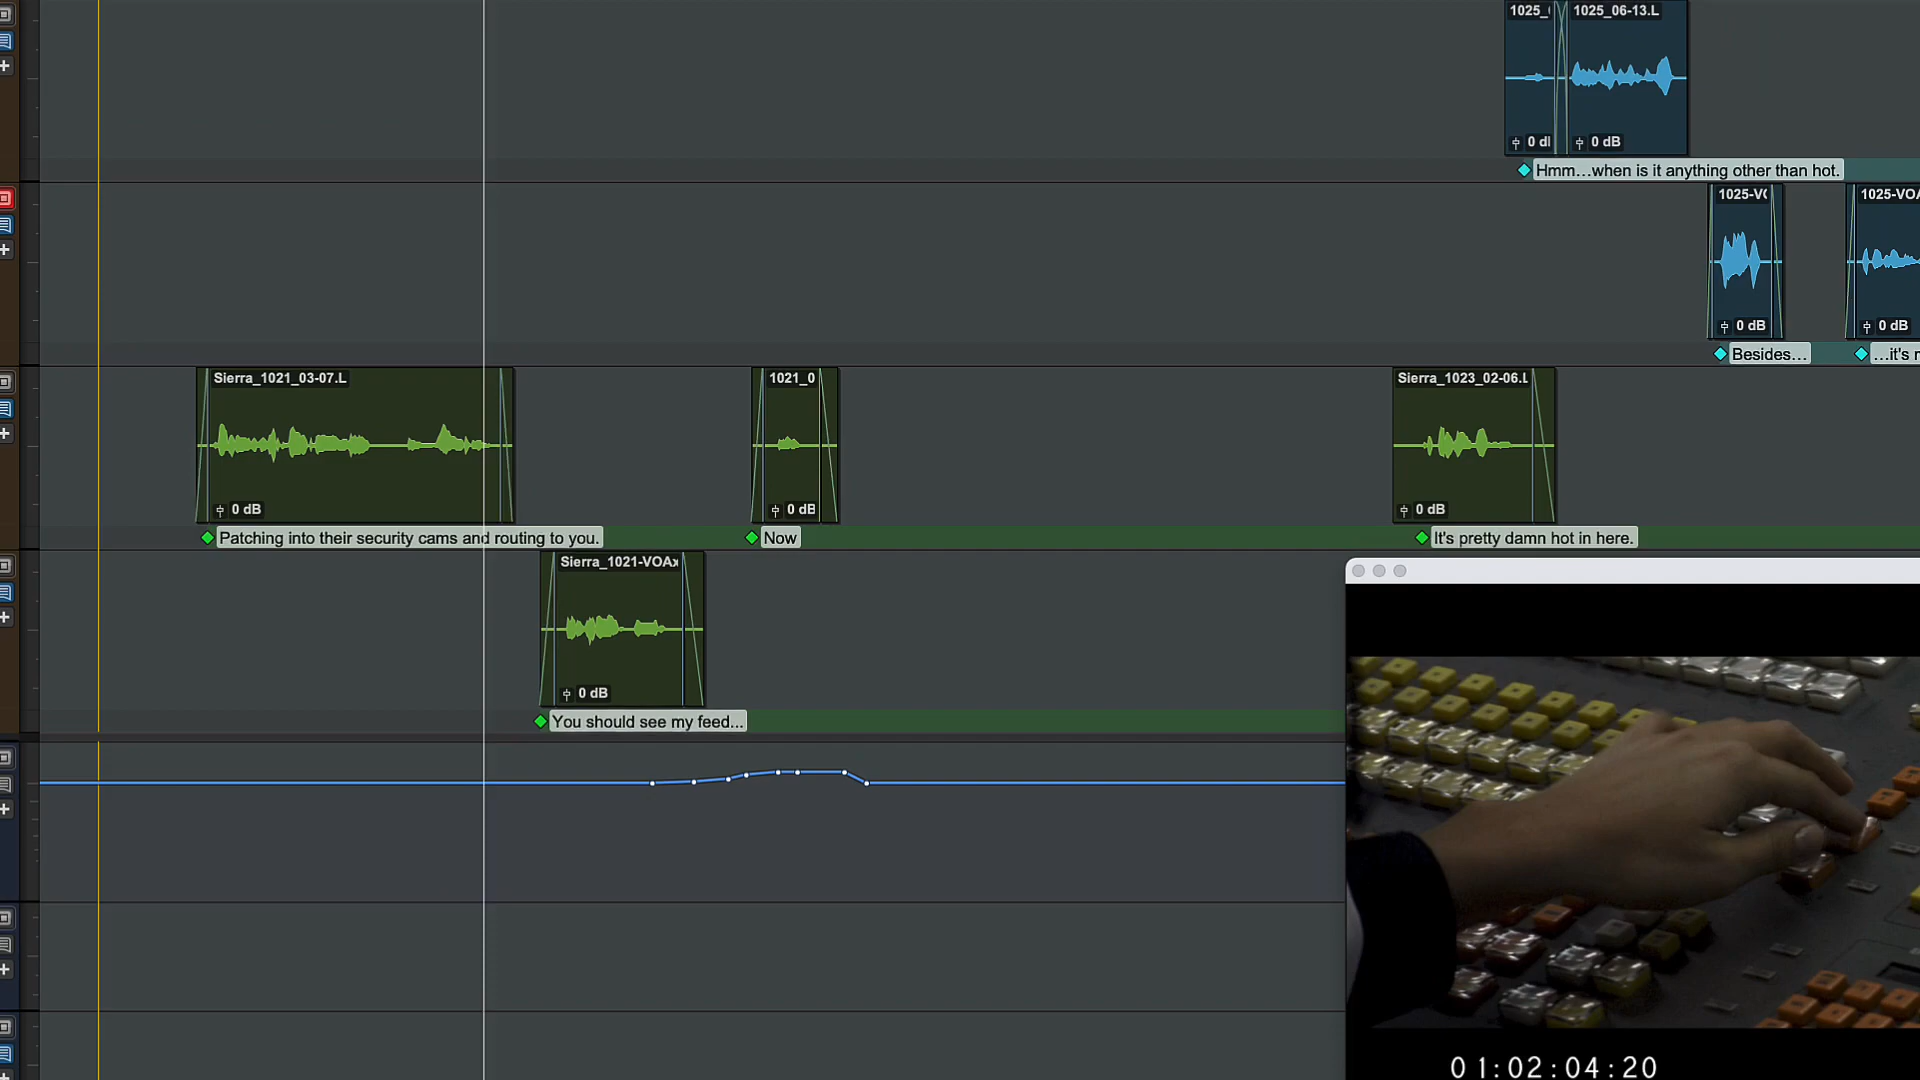 1025_
1025_06-13.L
0 dB
Hmm...when is it anything other than hot.
1025-V
1025-VOA
0 dB
0 dB
Besides...
...it's
Sierra_1021_03-07.L
1021_0
Sierra_1023_02-06.L
0 dB
0 dB
0 dB
Patching into their security cams and routing to you.
Now
It's pretty damn hot in here.
Sierra_1021-VOAx
0 dB
You should see my feed...
01:02:04:20